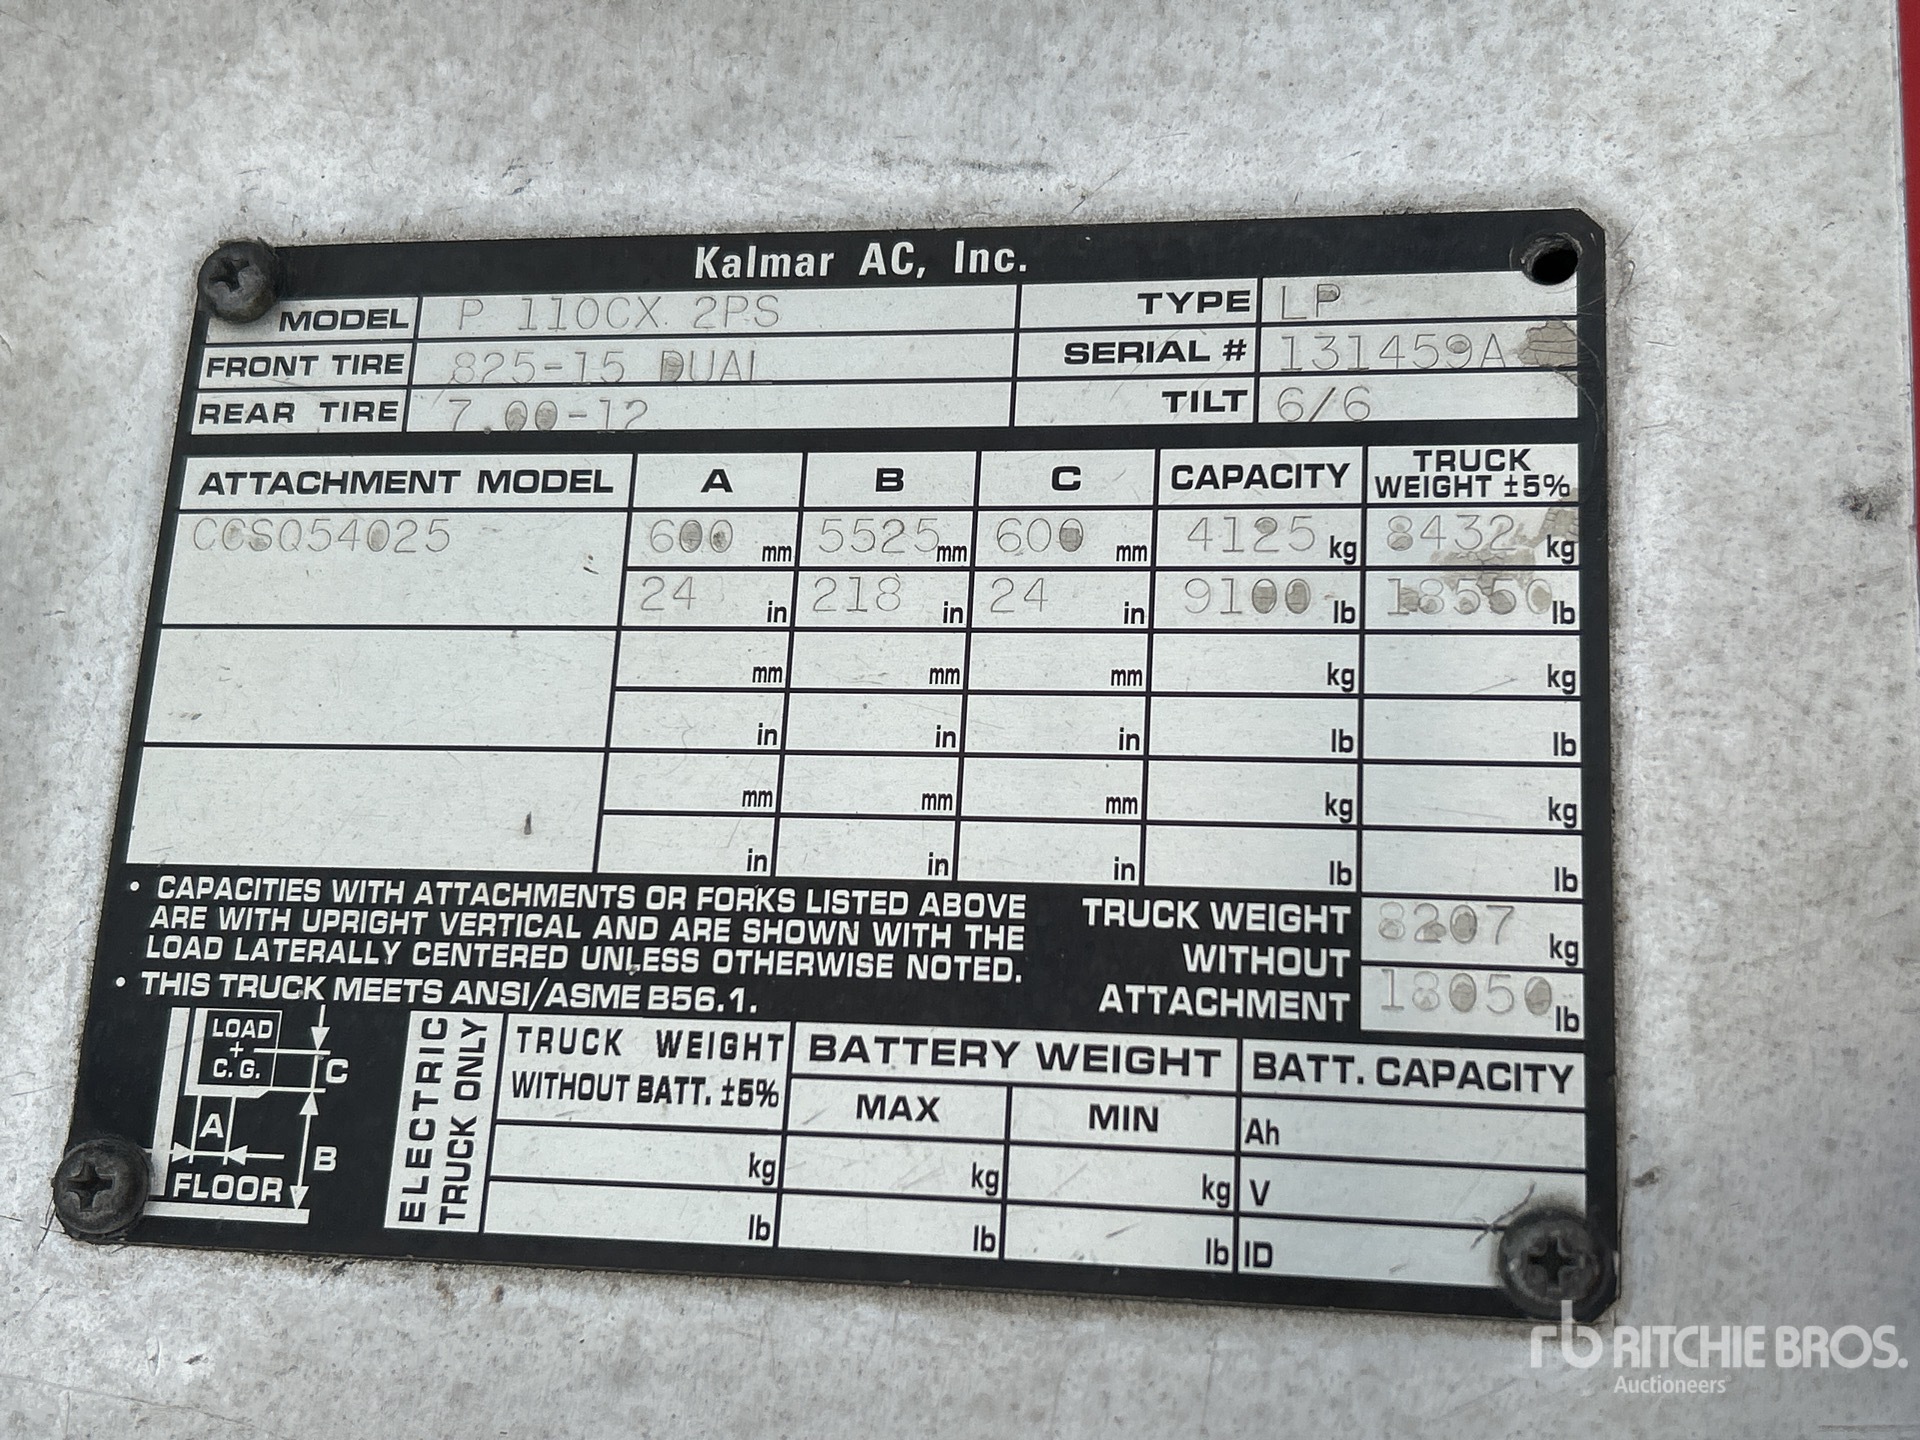 Kalmar AC, Inc.
MODEL P 110CX 2PS TYPE LP
FRONT TIRE 825-15 DUAL SERIAL # 131459A
REAR TIRE 7.00-12 TILT 6/6
ATTACHMENT MODEL A B C CAPACITY TRUCK WEIGHT ±5%
CCSQ54025 600 mm 5525 mm 600 mm 4125 kg 8432 kg
24 in 218 in 24 in 9100 lb 18550 lb
mm mm mm kg kg
in in in lb lb
mm mm mm kg kg
in in in lb lb
• CAPACITIES WITH ATTACHMENTS OR FORKS LISTED ABOVE
ARE WITH UPRIGHT VERTICAL AND ARE SHOWN WITH THE
LOAD LATERALLY CENTERED UNLESS OTHERWISE NOTED.
• THIS TRUCK MEETS ANSI/ASME B56.1.
TRUCK WEIGHT
WITHOUT
ATTACHMENT
8207 kg
18050 lb
LOAD
+
C.G.
C
A
B
FLOOR
ELECTRIC
TRUCK ONLY
TRUCK WEIGHT
WITHOUT BATT. ±5%
kg
lb
BATTERY WEIGHT
MAX MIN
kg kg
lb lb
BATT. CAPACITY
Ah
V
ID
rb RITCHIE BROS.
Auctioneers